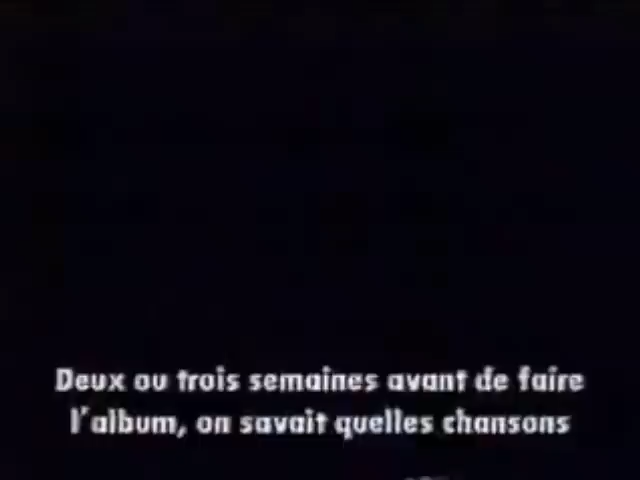 Deux ou trois semaines avant de faire
l'album, on savait quelles chansons